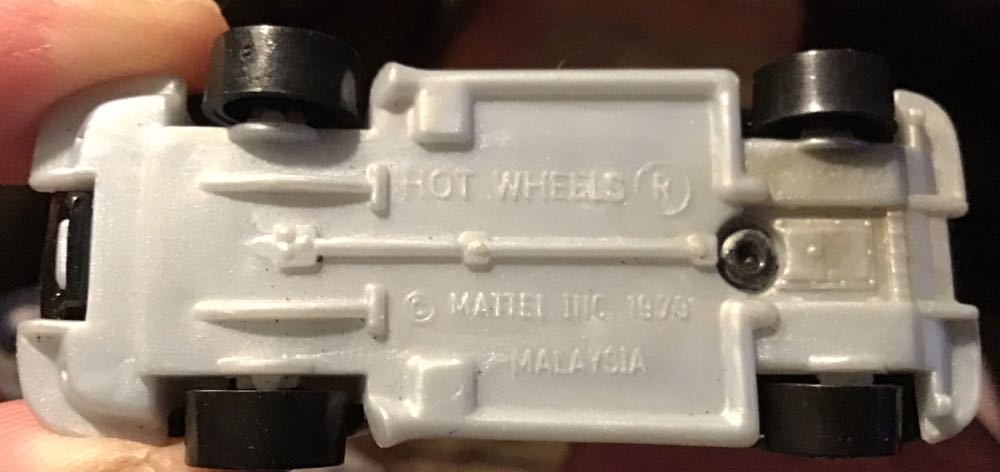 HOT WHEELS ®
© MATTEL INC 1979
MALAYSIA